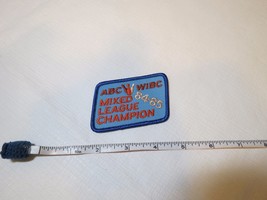 ABC WIBC
MIXED '84-'85
LEAGUE
CHAMPION